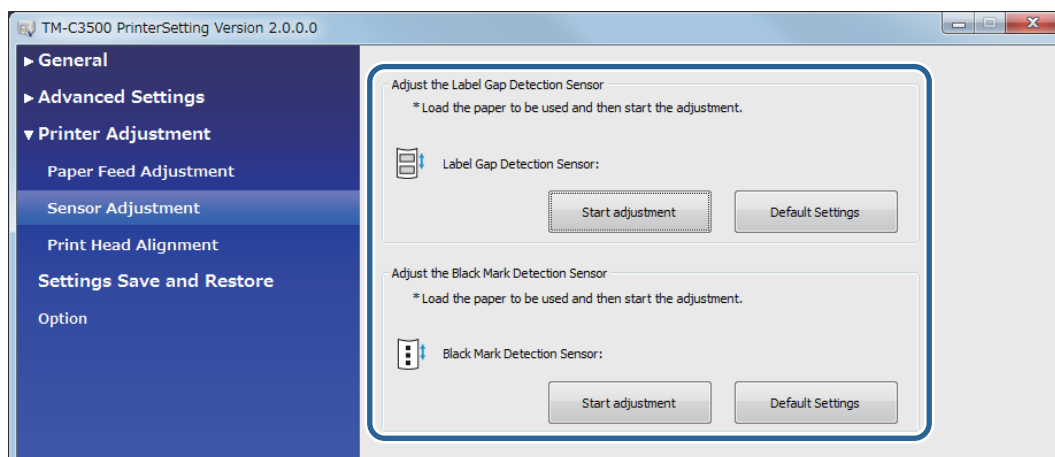 TM-C3500 PrinterSetting Version 2.0.0.0
General
Advanced Settings
Printer Adjustment
Paper Feed Adjustment
Sensor Adjustment
Print Head Alignment
Settings Save and Restore
Option
Adjust the Label Gap Detection Sensor
*Load the paper to be used and then start the adjustment.
Label Gap Detection Sensor:
Start adjustment Default Settings
Adjust the Black Mark Detection Sensor
*Load the paper to be used and then start the adjustment.
Black Mark Detection Sensor:
Start adjustment Default Settings